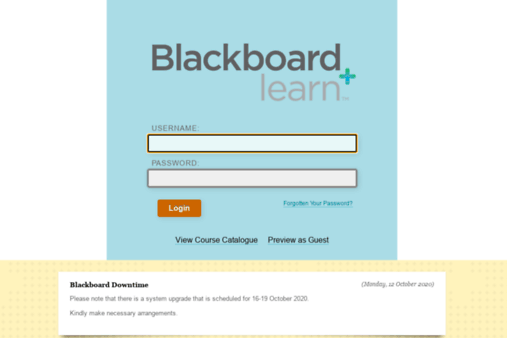 Blackboard
learn
USERNAME:
PASSWORD:
Login
Forgotten Your Password?
View Course Catalogue Preview as Guest
Blackboard Downtime (Monday, 12 October 2020)
Please note that there is a system upgrade that is scheduled for 16-19 October 2020.
Kindly make necessary arrangements.